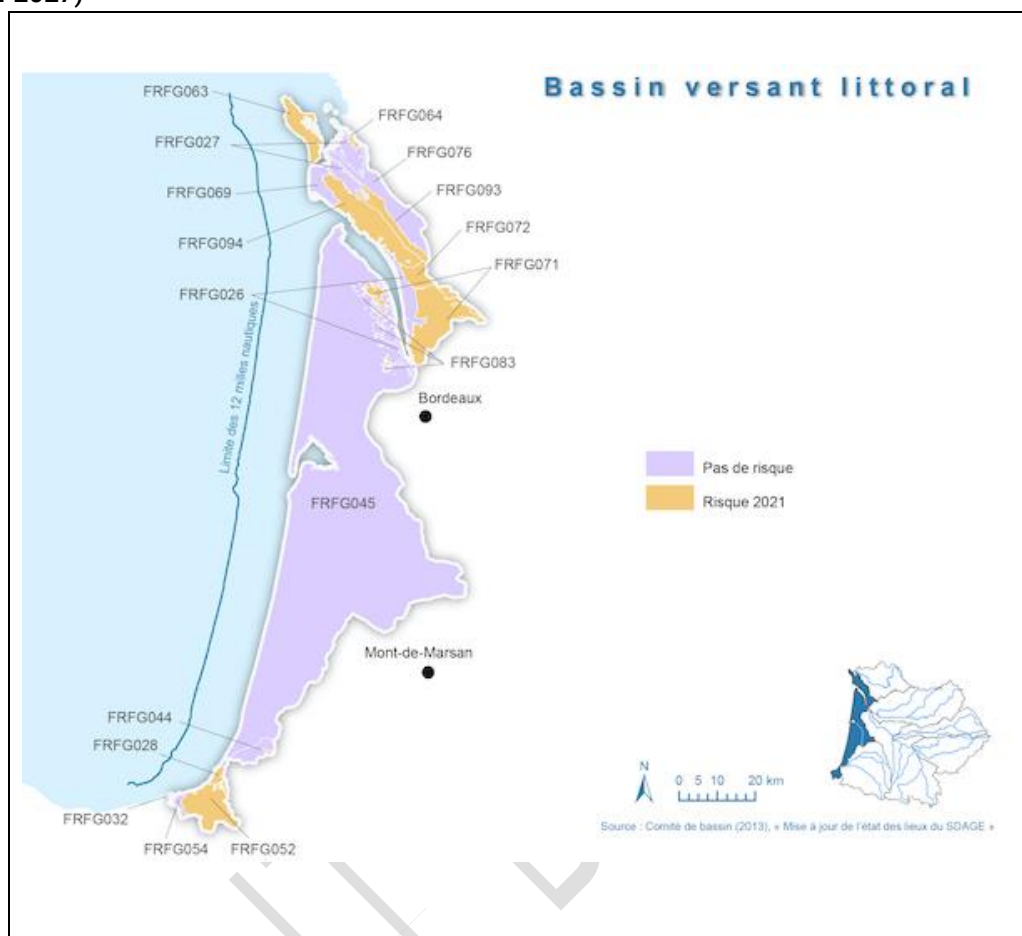 2027)
Bassin versant littoral
FRFG063
FRFG064
FRFG027
FRFG076
FRFG069
FRFG093
FRFG072
FRFG094
FRFG071
FRFG026
Limite des 12 milles nautiques
FRFG083
Bordeaux
Pas de risque
Risque 2021
FRFG045
Mont-de-Marsan
FRFG044
FRFG028
FRFG032
FRFG054
FRFG052
N
0 5 10 20 km
Source : Comité de bassin (2013), « Mise à jour de l'état des lieux du SDAGE »